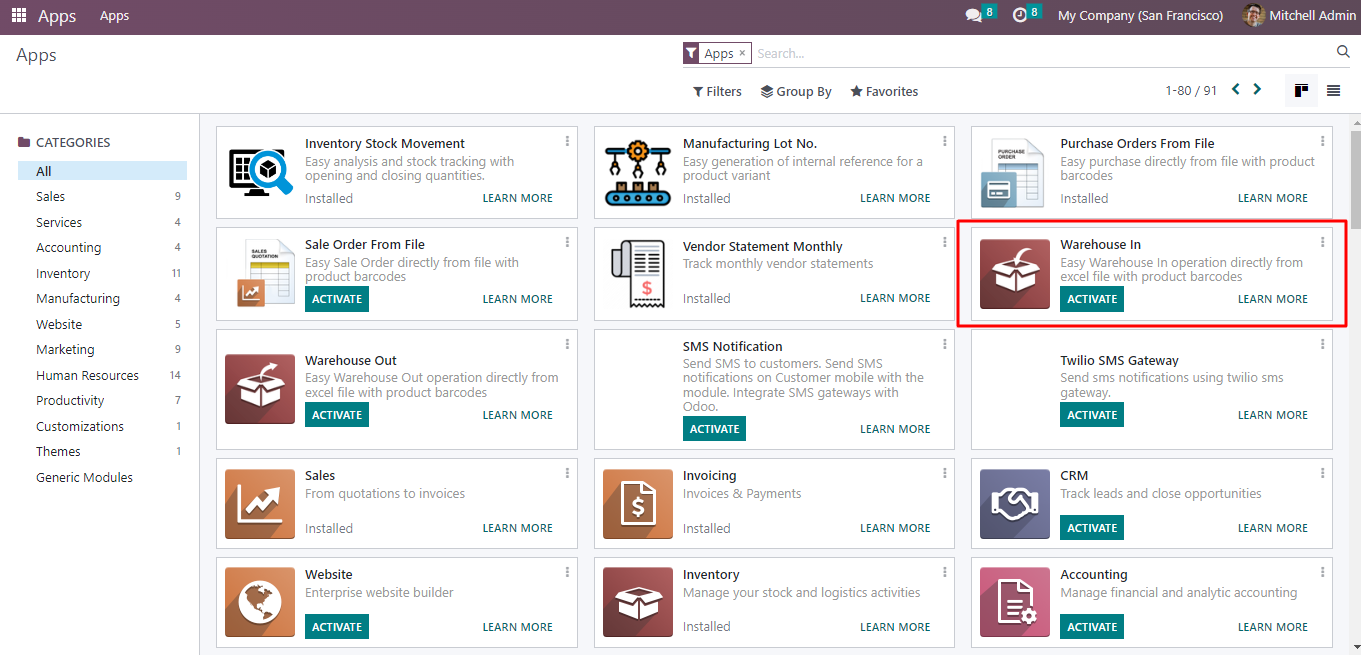 Apps Apps 8 8 My Company (San Francisco) Mitchell Admin
Apps
Apps × Search...
Filters Group By Favorites 1-80 / 91
CATEGORIES
All
Sales 9
Services 4
Accounting 4
Inventory 11
Manufacturing 4
Website 5
Marketing 9
Human Resources 14
Productivity 7
Customizations 1
Themes 1
Generic Modules
Inventory Stock Movement
Easy analysis and stock tracking with
opening and closing quantities.
Installed LEARN MORE
Manufacturing Lot No.
Easy generation of internal reference for a
product variant
Installed LEARN MORE
PURCHASE
ORDER
Purchase Orders From File
Easy purchase directly from file with product
barcodes
Installed LEARN MORE
SALES
QUOTATION
Sale Order From File
Easy Sale Order directly from file with
product barcodes
ACTIVATE LEARN MORE
$
Vendor Statement Monthly
Track monthly vendor statements
Installed LEARN MORE
Warehouse In
Easy Warehouse In operation directly from
excel file with product barcodes
ACTIVATE LEARN MORE
Warehouse Out
Easy Warehouse Out operation directly from
excel file with product barcodes
ACTIVATE LEARN MORE
SMS Notification
Send SMS to customers. Send SMS
notifications on Customer mobile with the
module. Integrate SMS gateways with
Odoo.
ACTIVATE LEARN MORE
Twilio SMS Gateway
Send sms notifications using twilio sms
gateway.
ACTIVATE LEARN MORE
Sales
From quotations to invoices
Installed LEARN MORE
$
Invoicing
Invoices & Payments
Installed LEARN MORE
CRM
Track leads and close opportunities
ACTIVATE LEARN MORE
Website
Enterprise website builder
ACTIVATE LEARN MORE
Inventory
Manage your stock and logistics activities
Installed LEARN MORE
Accounting
Manage financial and analytic accounting
ACTIVATE LEARN MORE